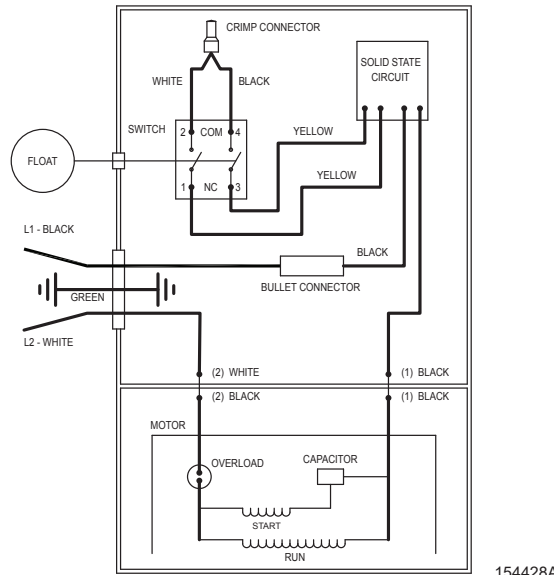 CRIMP CONNECTOR
SOLID STATE
CIRCUIT
WHITE
BLACK
SWITCH
2
COM
4
YELLOW
FLOAT
YELLOW
1
NC
3
L1 - BLACK
BLACK
BULLET CONNECTOR
GREEN
L2 - WHITE
(2) WHITE
(1) BLACK
(2) BLACK
(1) BLACK
MOTOR
OVERLOAD
CAPACITOR
START
RUN
154428A